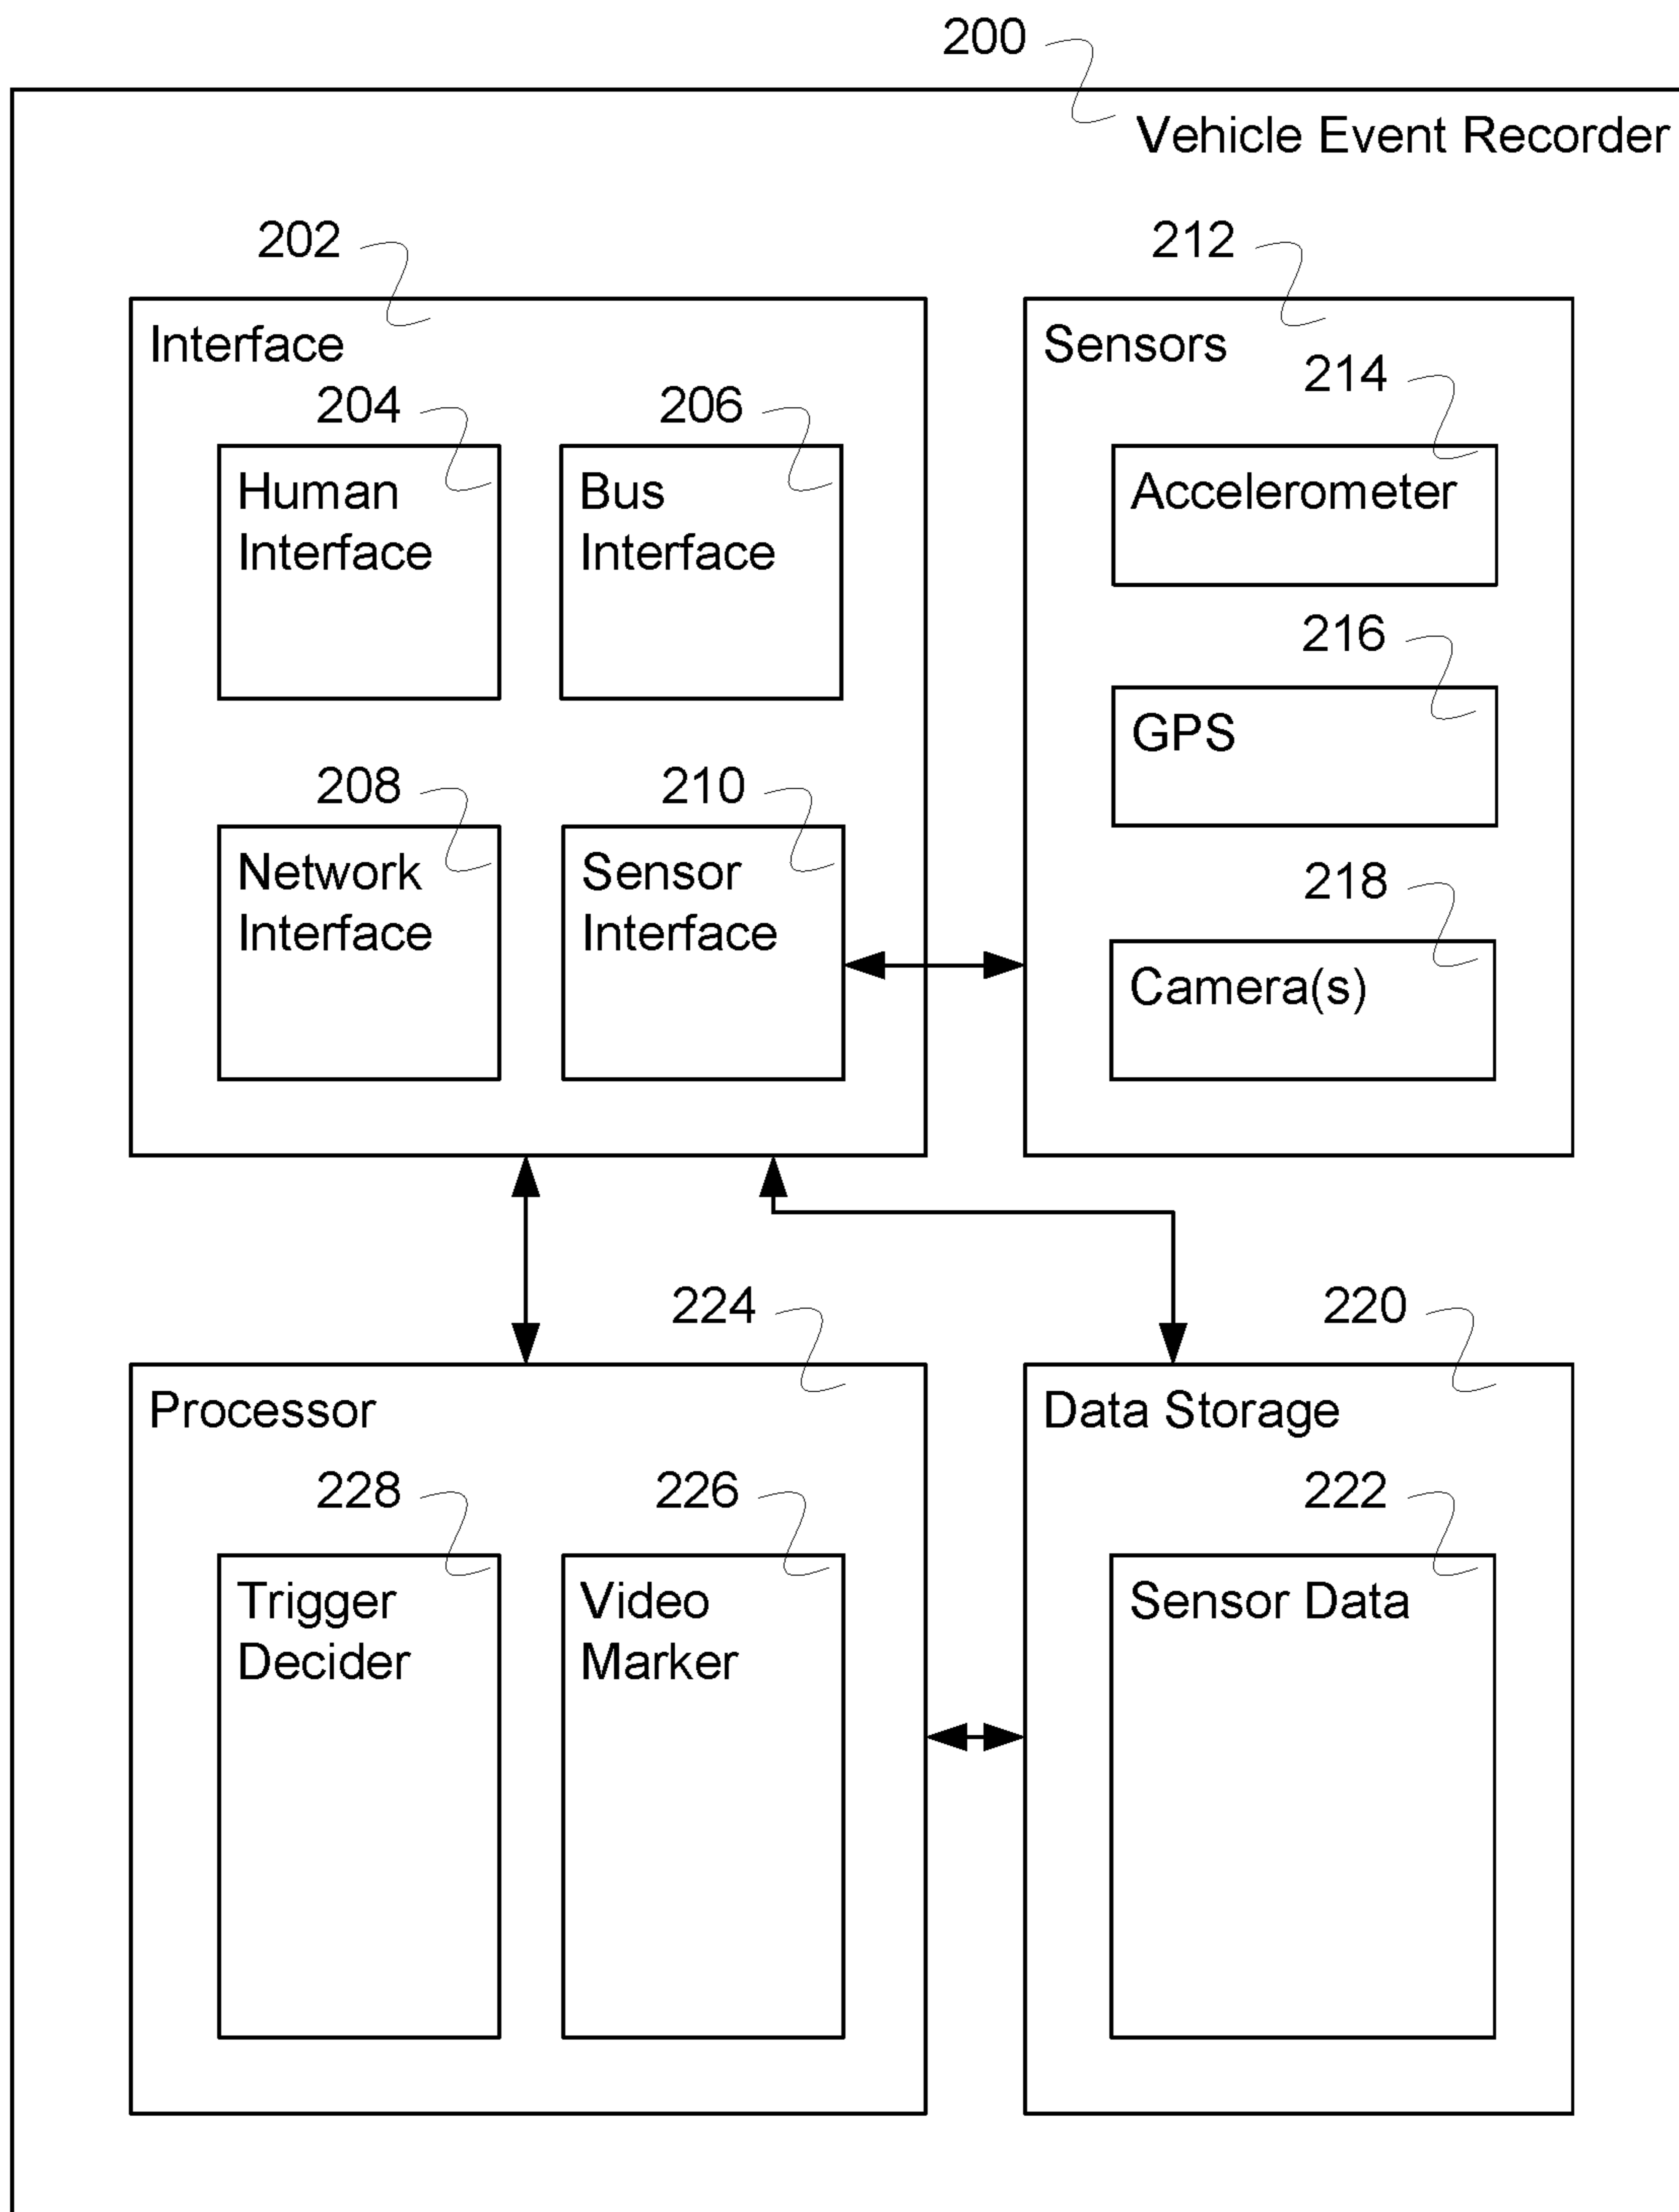 200
Vehicle Event Recorder
202
Interface
204
Human
Interface
206
Bus
Interface
208
Network
Interface
210
Sensor
Interface
212
Sensors
214
Accelerometer
216
GPS
218
Camera(s)
224
Processor
228
Trigger
Decider
226
Video
Marker
220
Data Storage
222
Sensor Data